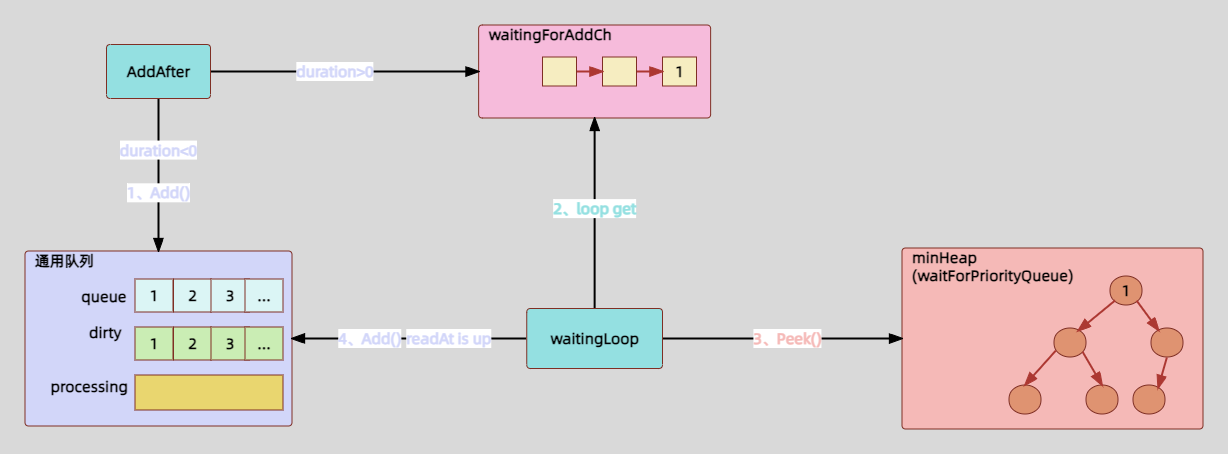 waitingForAddCh
AddAfter
duration>0
1
duration<0
1、Add()
2、loop get
通用队列
queue
1 2 3 ...
dirty
1 2 3 ...
processing
4、Add() readAt is up
waitingLoop
3、Peek()
minHeap
(waitForPriorityQueue)
1